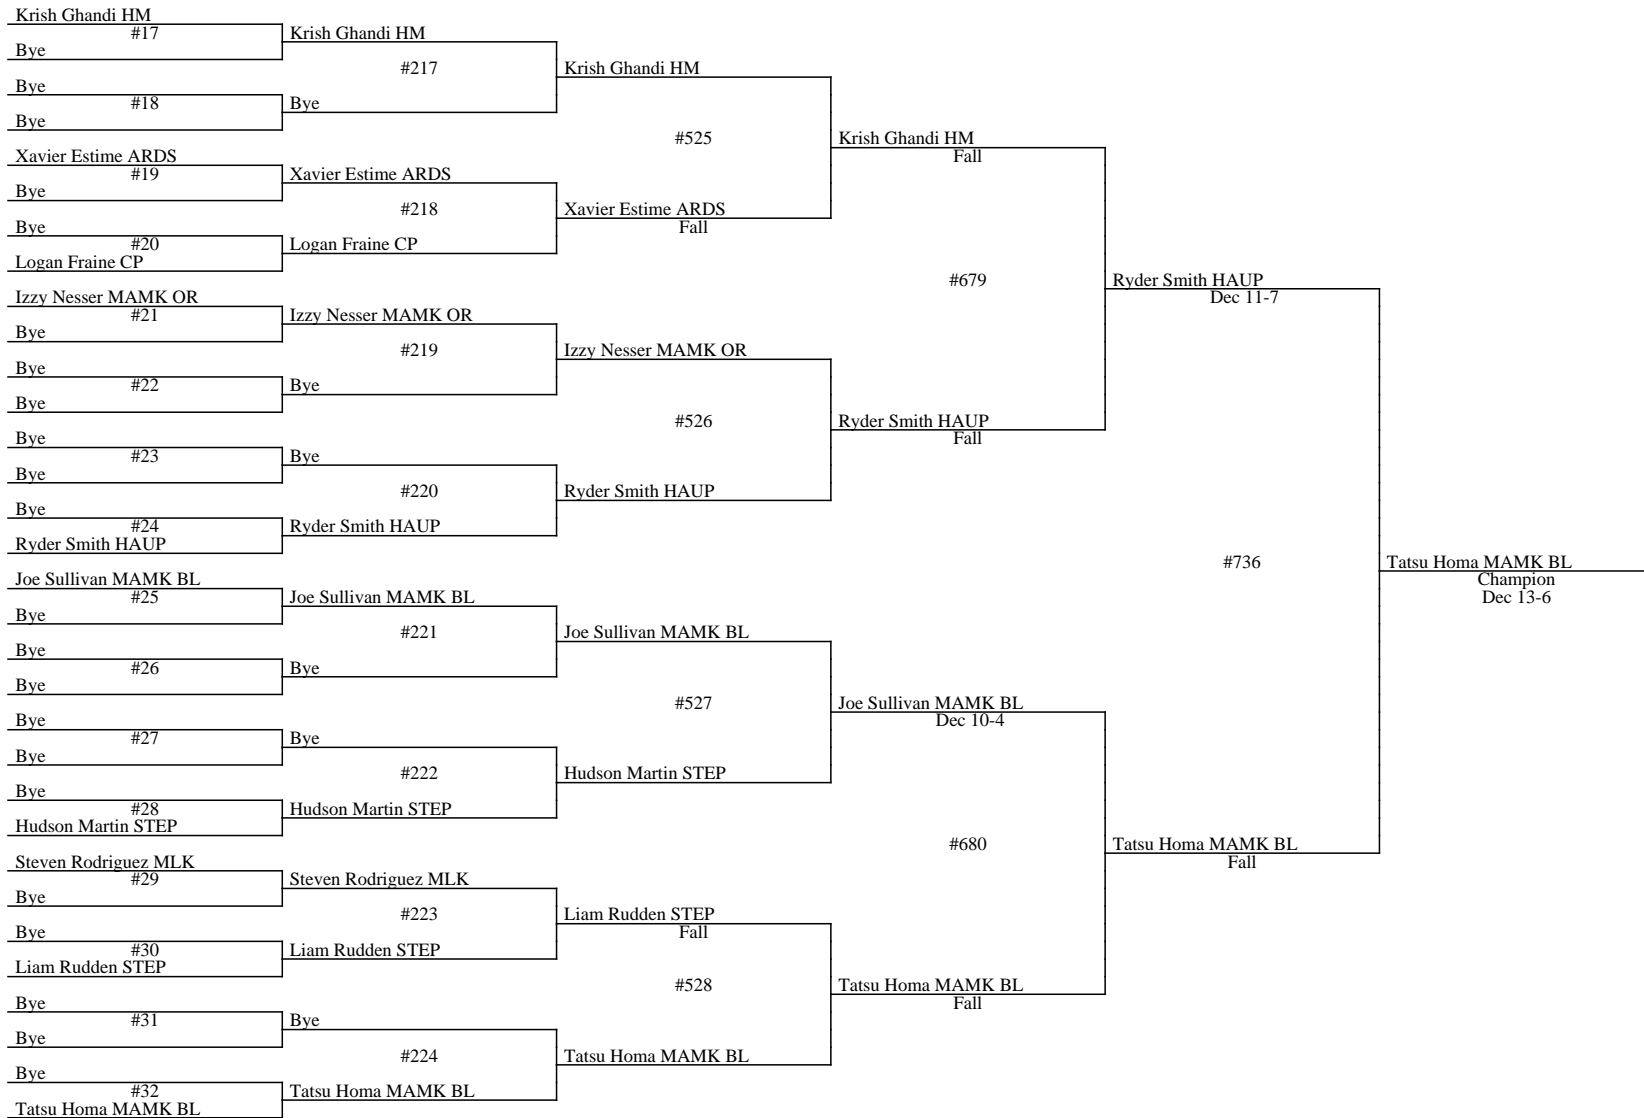 Krish Ghandi HM
#17
Bye
Bye
#18
Bye
Xavier Estime ARDS
#19
Bye
Bye
#20
Logan Fraine CP
Izzy Nesser MAMK OR
#21
Bye
Bye
#22
Bye
Bye
#23
Bye
Bye
#24
Ryder Smith HAUP
Joe Sullivan MAMK BL
#25
Bye
Bye
#26
Bye
Bye
#27
Bye
Bye
#28
Hudson Martin STEP
Steven Rodriguez MLK
#29
Bye
Bye
#30
Liam Rudden STEP
Bye
#31
Bye
Bye
#32
Tatsu Homa MAMK BL
Krish Ghandi HM
#217
Bye
Xavier Estime ARDS
#218
Logan Fraine CP
Izzy Nesser MAMK OR
#219
Bye
Bye
#220
Ryder Smith HAUP
Joe Sullivan MAMK BL
#221
Bye
Bye
#222
Hudson Martin STEP
Steven Rodriguez MLK
#223
Liam Rudden STEP
Bye
#224
Tatsu Homa MAMK BL
Krish Ghandi HM
#525
Xavier Estime ARDS
Fall
Izzy Nesser MAMK OR
#526
Ryder Smith HAUP
Joe Sullivan MAMK BL
#527
Hudson Martin STEP
Liam Rudden STEP
Fall
#528
Tatsu Homa MAMK BL
Krish Ghandi HM
Fall
#679
Ryder Smith HAUP
Fall
Joe Sullivan MAMK BL
Dec 10-4
#680
Tatsu Homa MAMK BL
Fall
Ryder Smith HAUP
Dec 11-7
#736
Tatsu Homa MAMK BL
Fall
Tatsu Homa MAMK BL
Champion
Dec 13-6